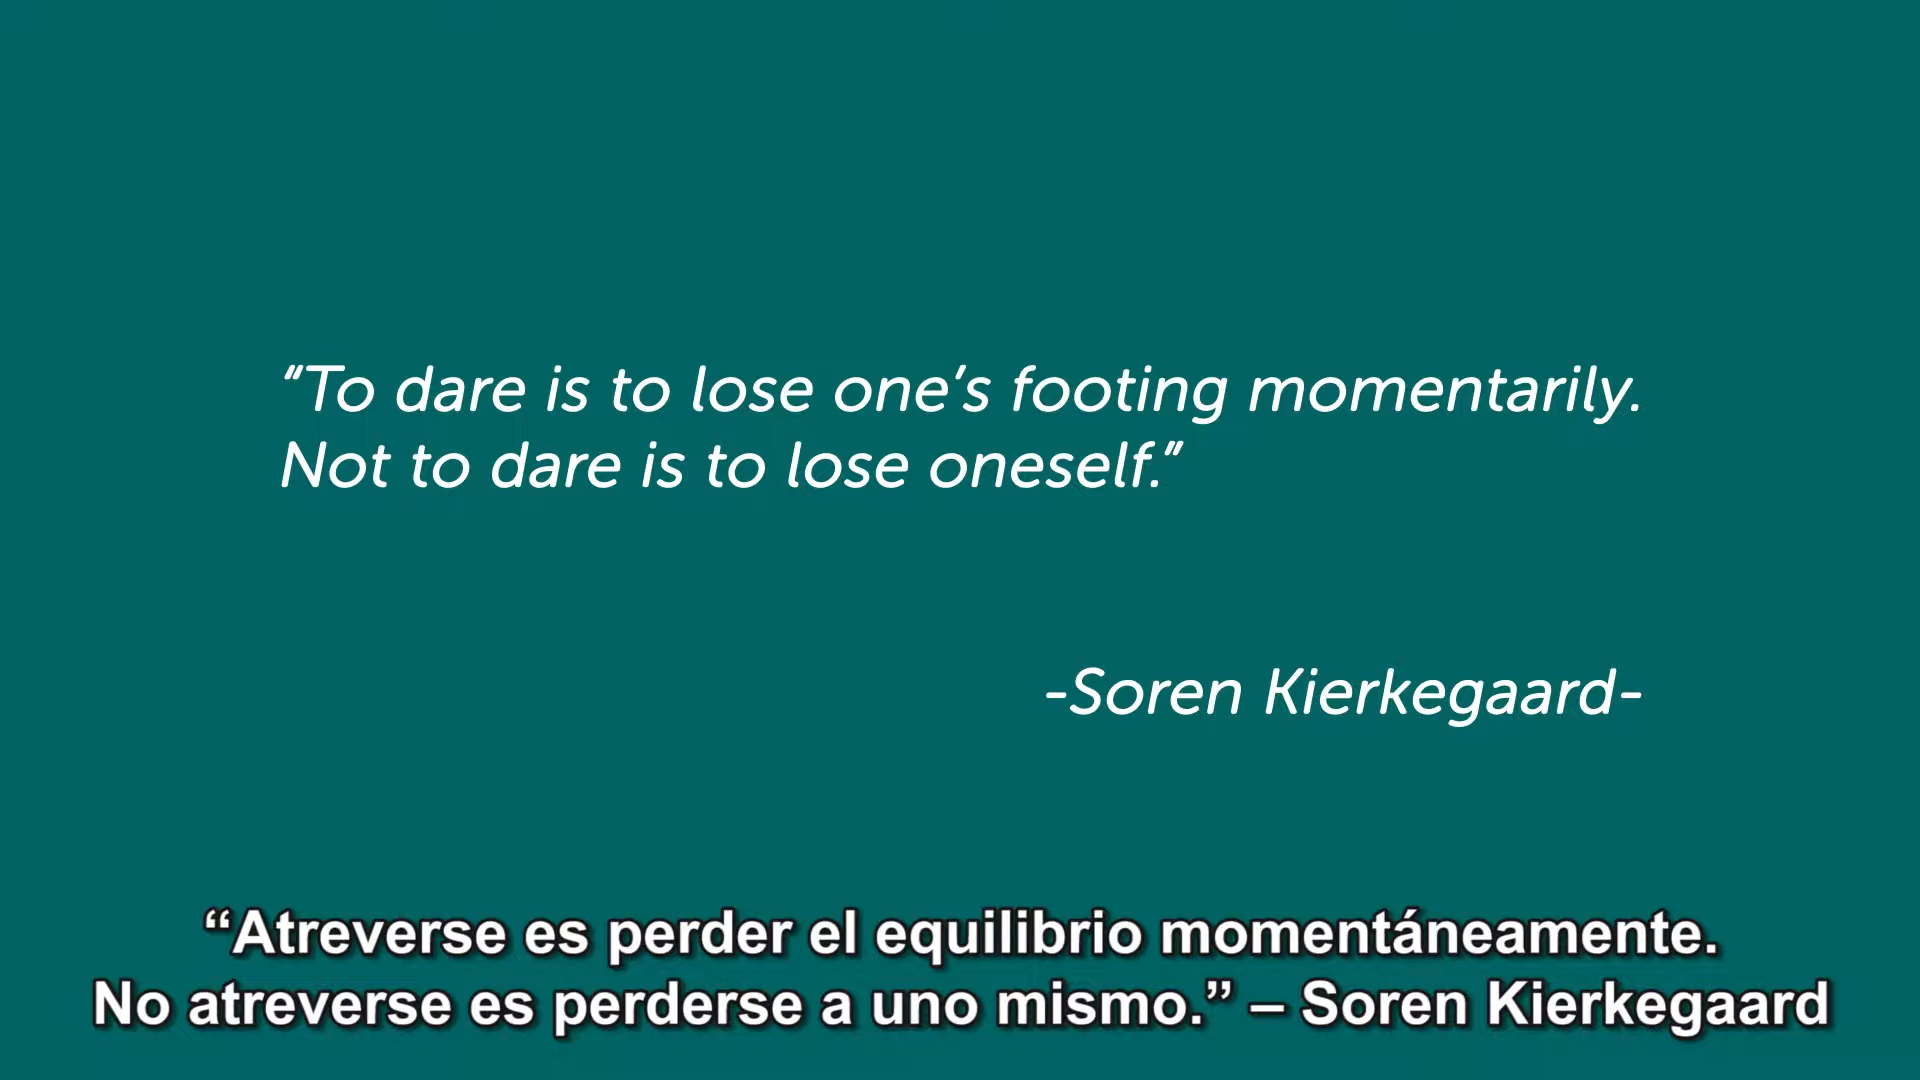 “To dare is to lose one’s footing momentarily.
Not to dare is to lose oneself.”
-Soren Kierkegaard-
“Atreverse es perder el equilibrio momentáneamente.
No atreverse es perderse a uno mismo.” – Soren Kierkegaard